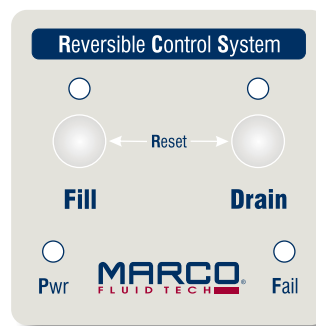 Reversible Control System
Reset
Fill Drain
Pwr MARCO® Fail
FLUID TECH